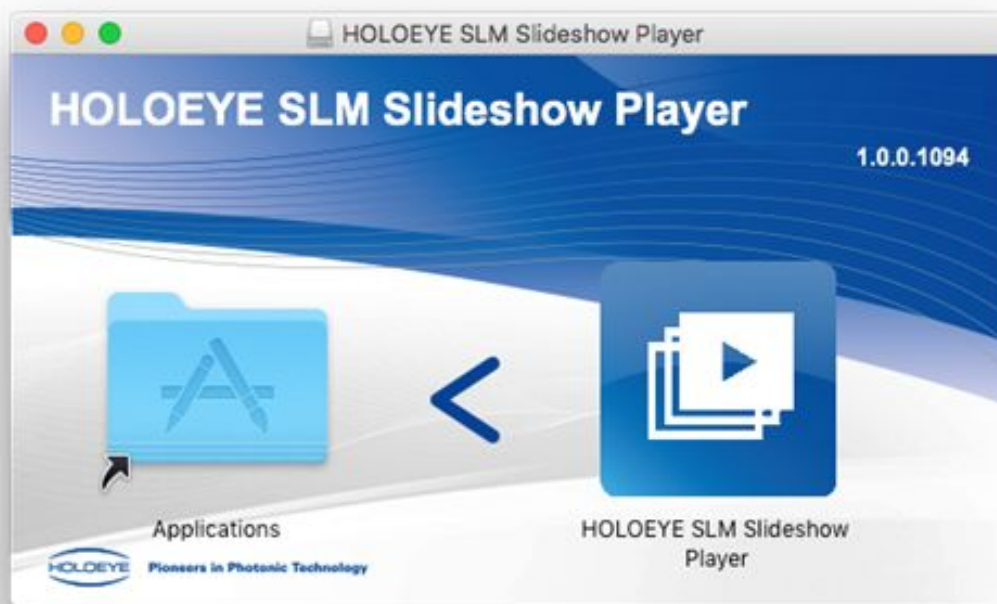 HOLOEYE SLM Slideshow Player
HOLOEYE SLM Slideshow Player
1.0.0.1094
Applications
HOLOEYE SLM Slideshow
Player
HOLOEYE Pioneers in Photonic Technology